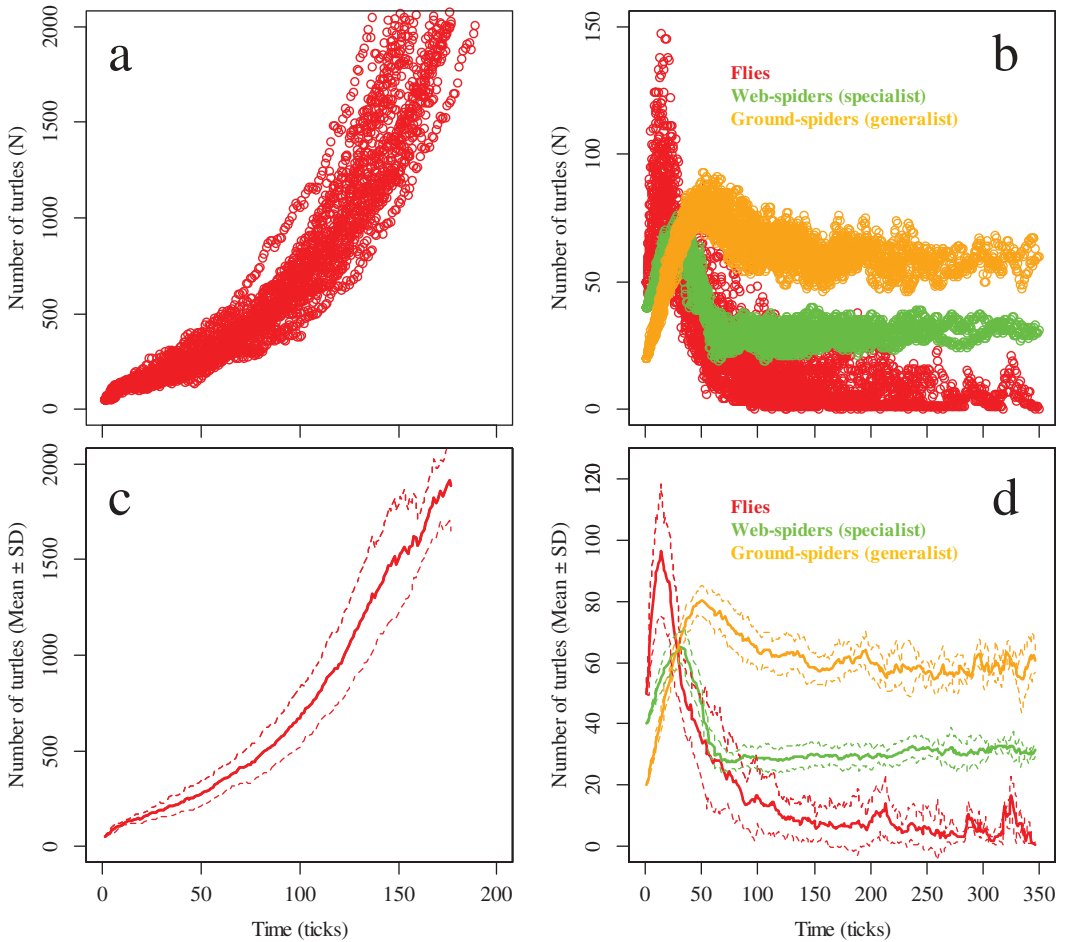 a
Number of turtles (N)
0
500
1000
1500
2000
b
Flies
Web-spiders (specialist)
Ground-spiders (generalist)
Number of turtles (N)
0
50
100
150
c
Number of turtles (Mean ± SD)
0
500
1000
1500
2000
0
50
100
150
200
Time (ticks)
d
Flies
Web-spiders (specialist)
Ground-spiders (generalist)
Number of turtles (Mean ± SD)
0
20
40
60
80
100
120
0
50
100
150
200
250
300
350
Time (ticks)